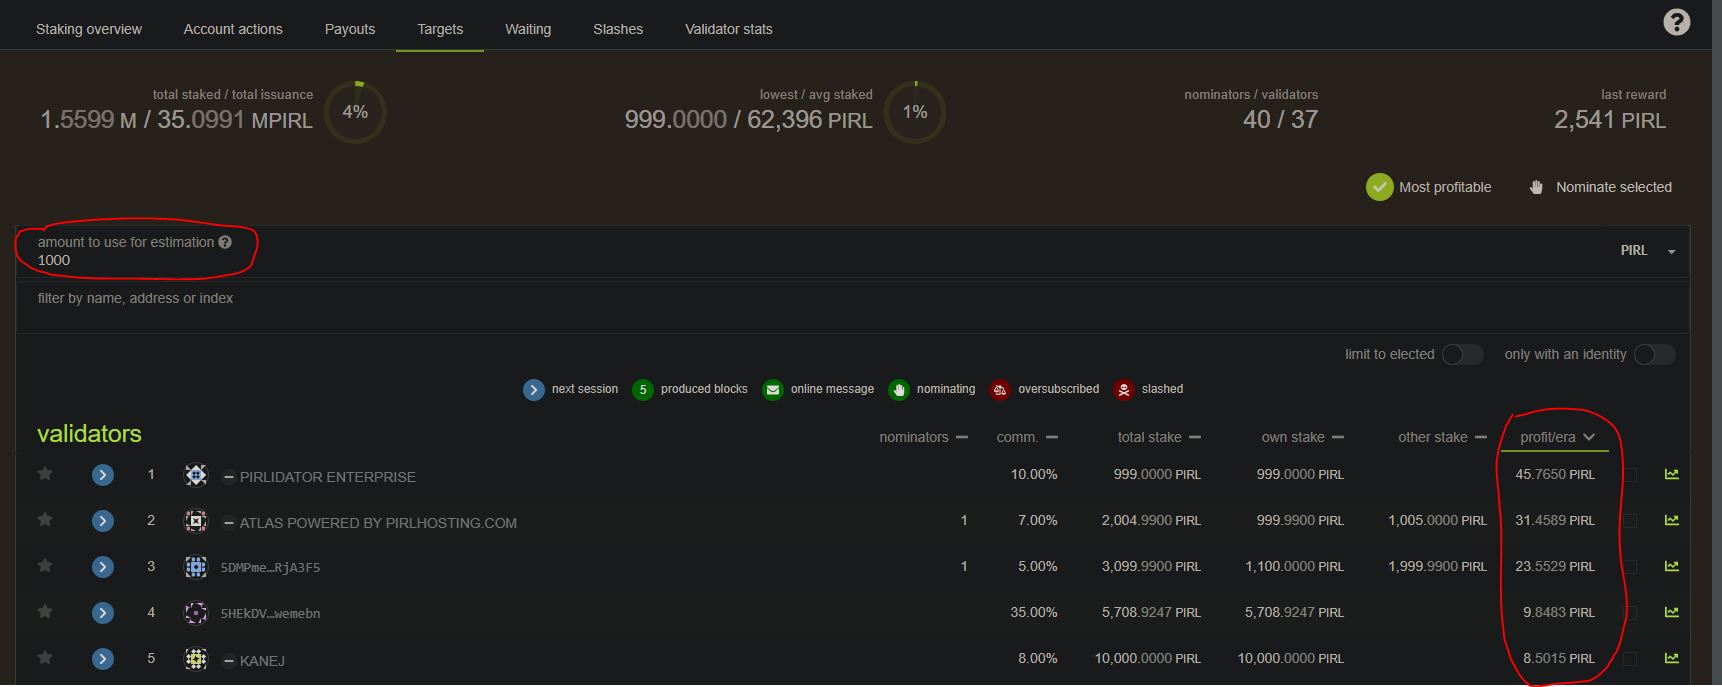 Staking overview Account actions Payouts Targets Waiting Slashes Validator stats ?
total staked / total issuance lowest / avg staked nominators / validators last reward
1.5599 M / 35.0991 MPIRL 4% 999.0000 / 62,396 PIRL 1% 40 / 37 2,541 PIRL
Most profitable Nominate selected
amount to use for estimation ?
1000 PIRL
filter by name, address or index
limit to elected only with an identity
next session 5 produced blocks online message nominating oversubscribed slashed
validators nominators comm. total stake own stake other stake profit/era
1 PIRLIDATOR ENTERPRISE 10.00% 999.0000 PIRL 999.0000 PIRL 45.7650 PIRL
2 ATLAS POWERED BY PIRLHOSTING.COM 1 7.00% 2,004.9900 PIRL 999.9900 PIRL 1,005.0000 PIRL 31.4589 PIRL
3 5DMPme…RjA3F5 1 5.00% 3,099.9900 PIRL 1,100.0000 PIRL 1,999.9900 PIRL 23.5529 PIRL
4 5HEkDV…wemebn 35.00% 5,708.9247 PIRL 5,708.9247 PIRL 9.8483 PIRL
5 KANEJ 8.00% 10,000.0000 PIRL 10,000.0000 PIRL 8.5015 PIRL